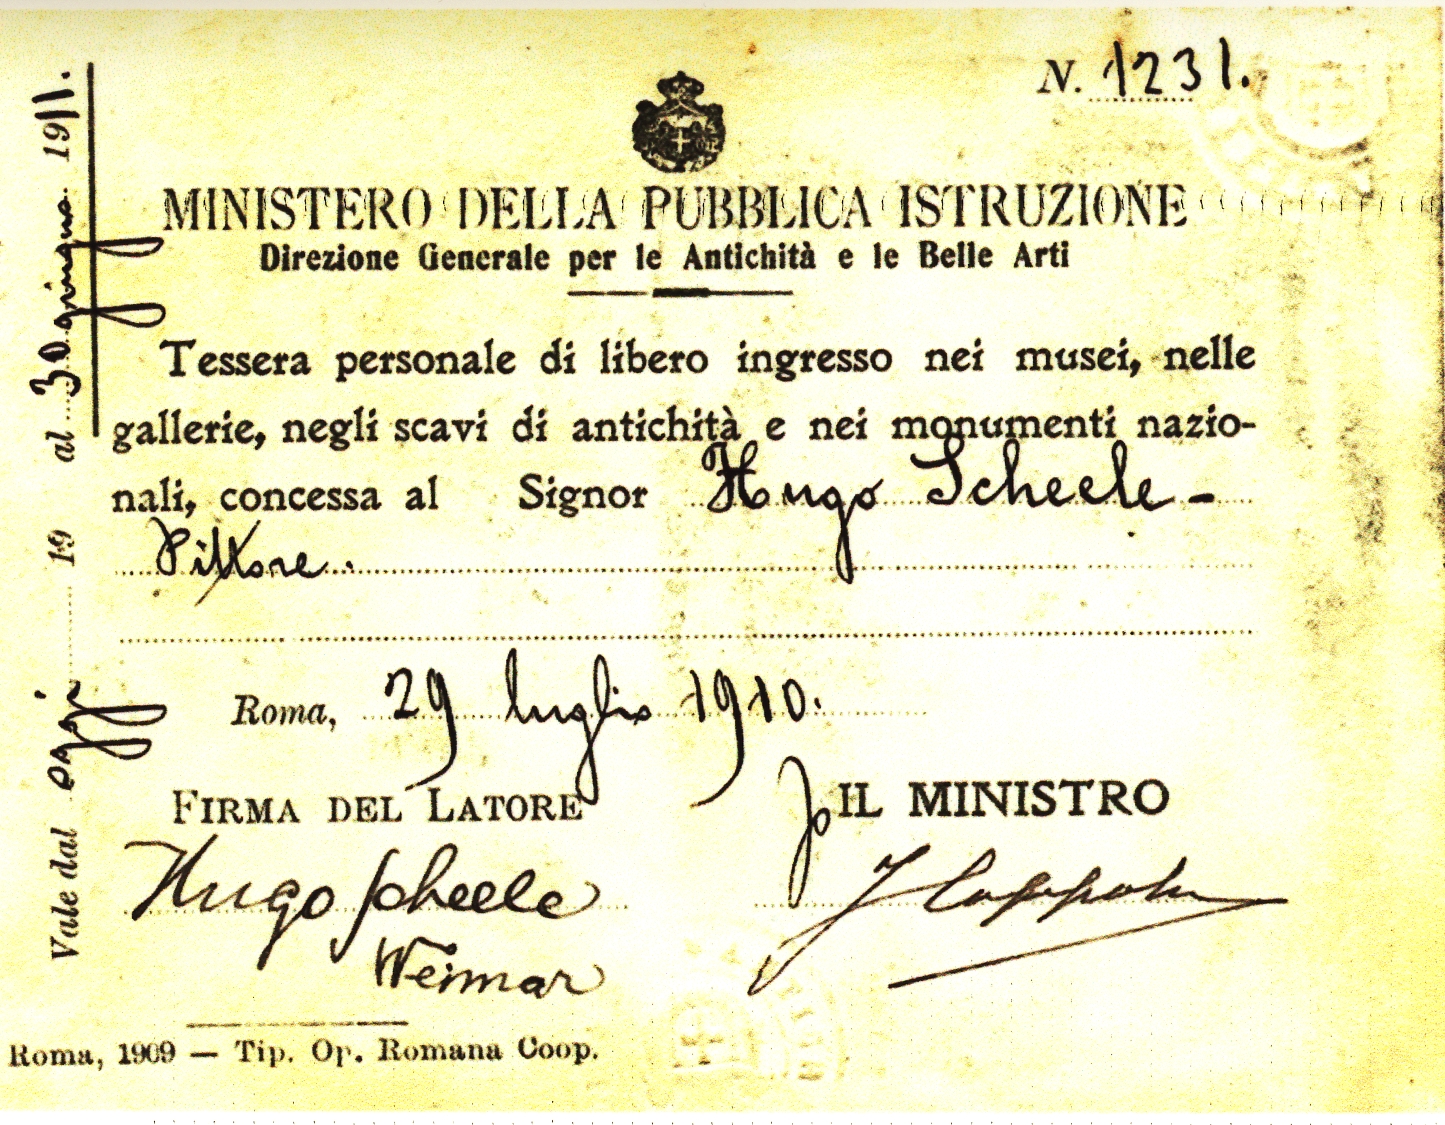 N. 1231.
MINISTERO DELLA PUBBLICA ISTRUZIONE
Direzione Generale per le Antichità e le Belle Arti
Tessera personale di libero ingresso nei musei, nelle
gallerie, negli scavi di antichità e nei monumenti nazio-
nali, concessa al Signor Hugo Scheele -
Pittore.
Roma, 29 luglio 1910.
FIRMA DEL LATORE
Hugo Scheele
Weimar
IL MINISTRO
Roma, 1909 — Tip. Op. Romana Coop.
Vale dal oggi 19 al 30 giugno 1911.